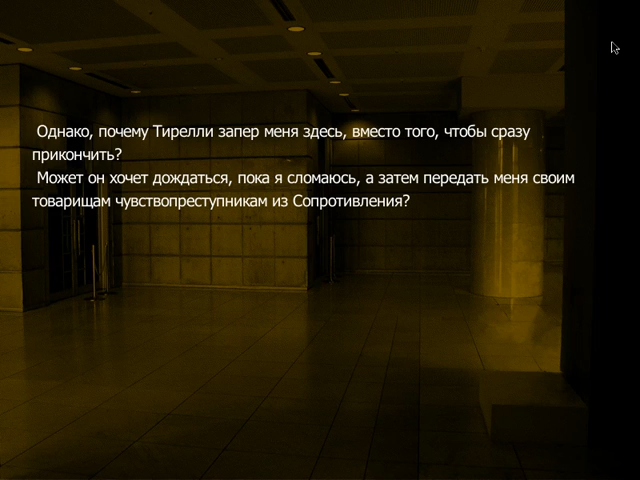 Однако, почему Тирелли запер меня здесь, вместо того, чтобы сразу
прикончить?
Может он хочет дождаться, пока я сломаюсь, а затем передать меня своим
товарищам чувствопреступникам из Сопротивления?